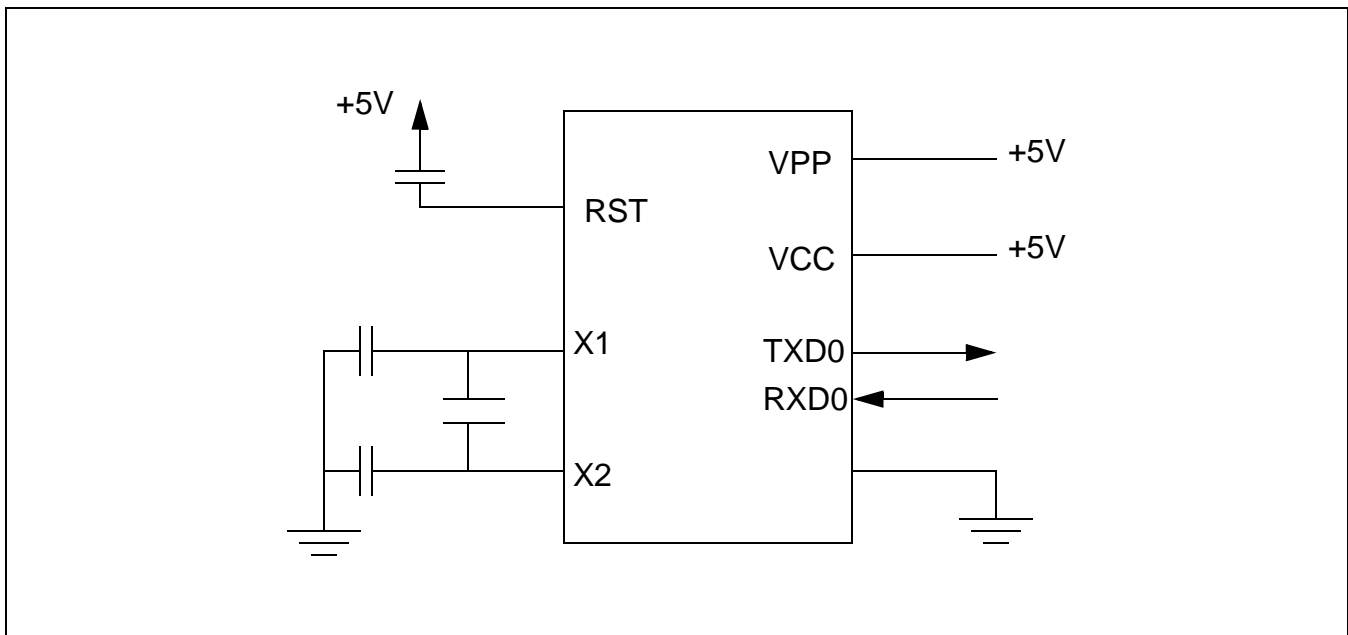 +5V
VPP
+5V
RST
VCC
+5V
X1
TXD0
RXD0
X2